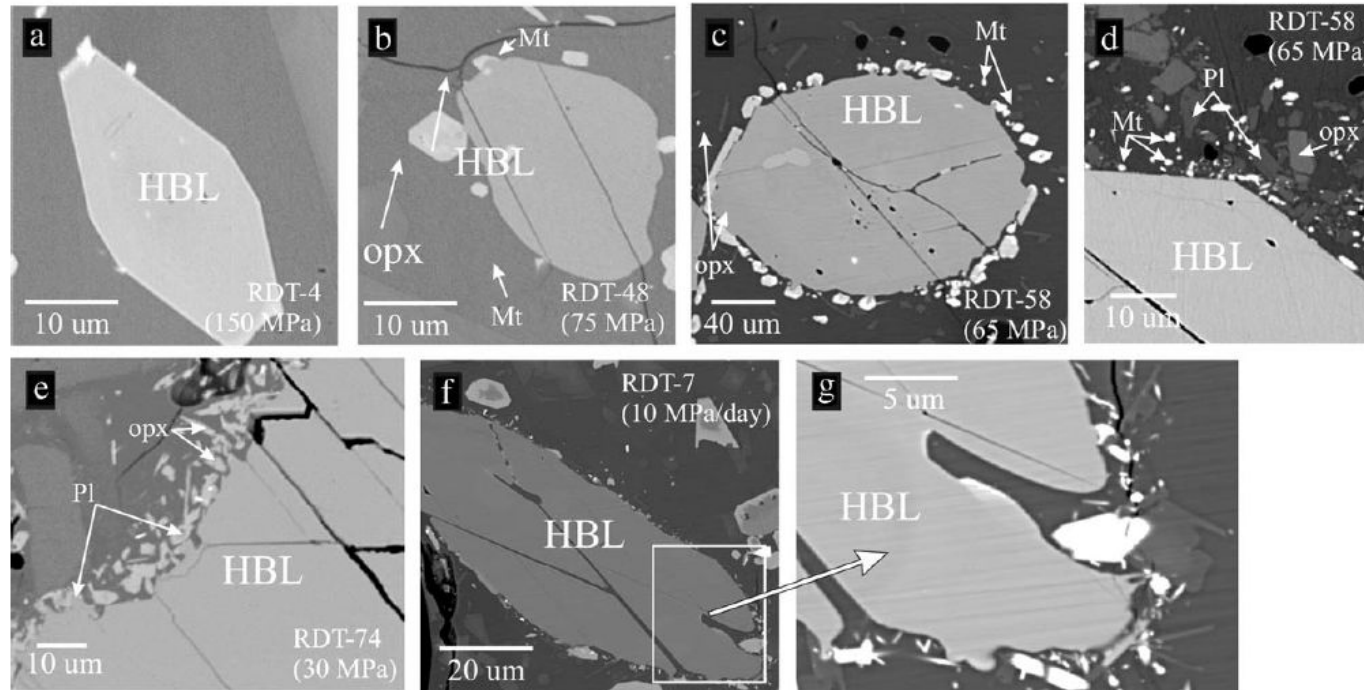 a
HBL
RDT-4
(150 MPa)
10 um
b
Mt
HBL
opx
Mt
RDT-48
(75 MPa)
10 um
c
Mt
HBL
opx
RDT-58
(65 MPa)
40 um
d
RDT-58
(65 MPa)
Pl
Mt
opx
HBL
10 um
e
opx
Pl
HBL
RDT-74
(30 MPa)
10 um
f
RDT-7
(10 MPa/day)
HBL
20 um
g
5 um
HBL